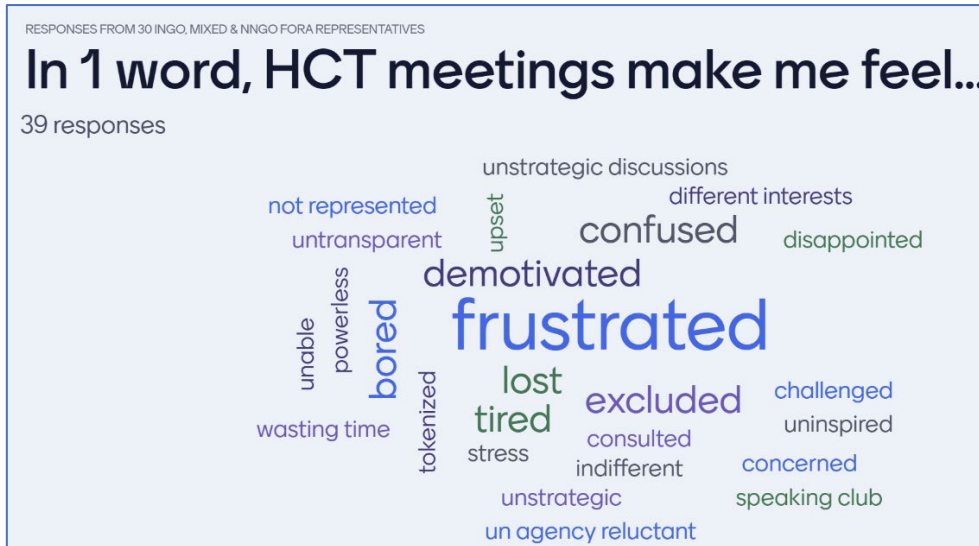 RESPONSES FROM 30 INGO, MIXED & NNGO FORA REPRESENTATIVES
In 1 word, HCT meetings make me feel...
39 responses
unstrategic discussions
different interests
not represented
upset
confused
untransparent
disappointed
demotivated
powerless
unable
bored
frustrated
lost
tokenized
excluded
challenged
tired
uninspired
wasting time
consulted
stress
indifferent
concerned
unstrategic
speaking club
un agency reluctant